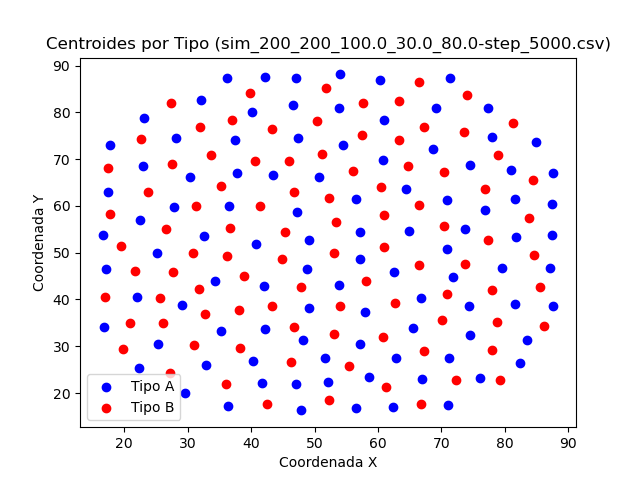 Centroides por Tipo (sim_200_200_100.0_30.0_80.0-step_5000.csv)
90
80
70
60
50
40
30
20
Coordenada Y
Tipo A
Tipo B
20 30 40 50 60 70 80 90
Coordenada X